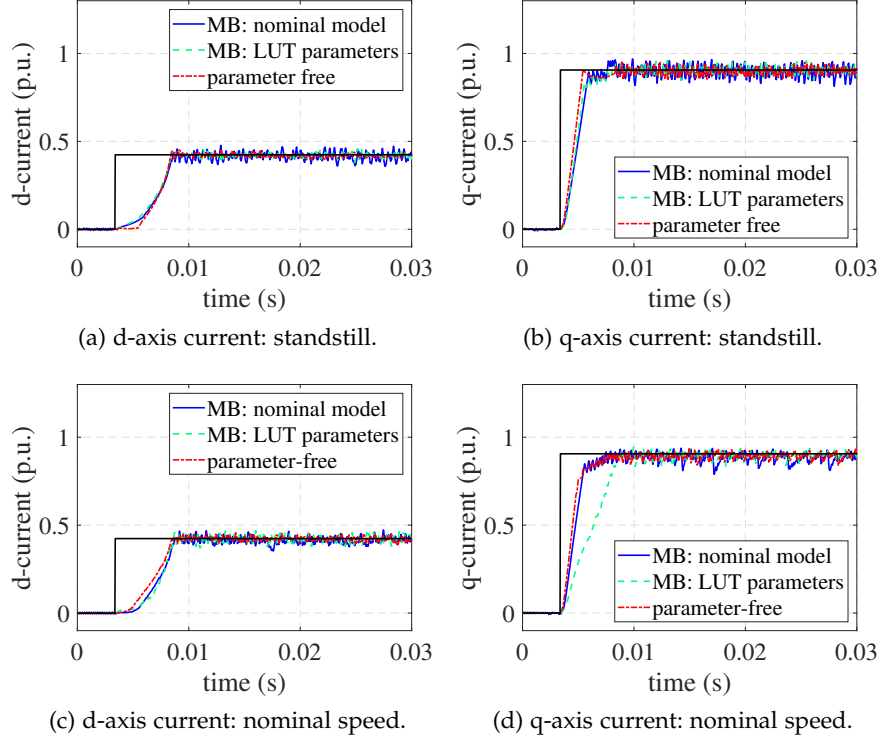 d-current (p.u.)
1
0.5
0
MB: nominal model
MB: LUT parameters
parameter free
0
0.01
0.02
0.03
time (s)
(a) d-axis current: standstill.
q-current (p.u.)
1
0.5
0
MB: nominal model
MB: LUT parameters
parameter free
0
0.01
0.02
0.03
time (s)
(b) q-axis current: standstill.
d-current (p.u.)
1
0.5
0
MB: nominal model
MB: LUT parameters
parameter-free
0
0.01
0.02
0.03
time (s)
(c) d-axis current: nominal speed.
q-current (p.u.)
1
0.5
0
MB: nominal model
MB: LUT parameters
parameter-free
0
0.01
0.02
0.03
time (s)
(d) q-axis current: nominal speed.